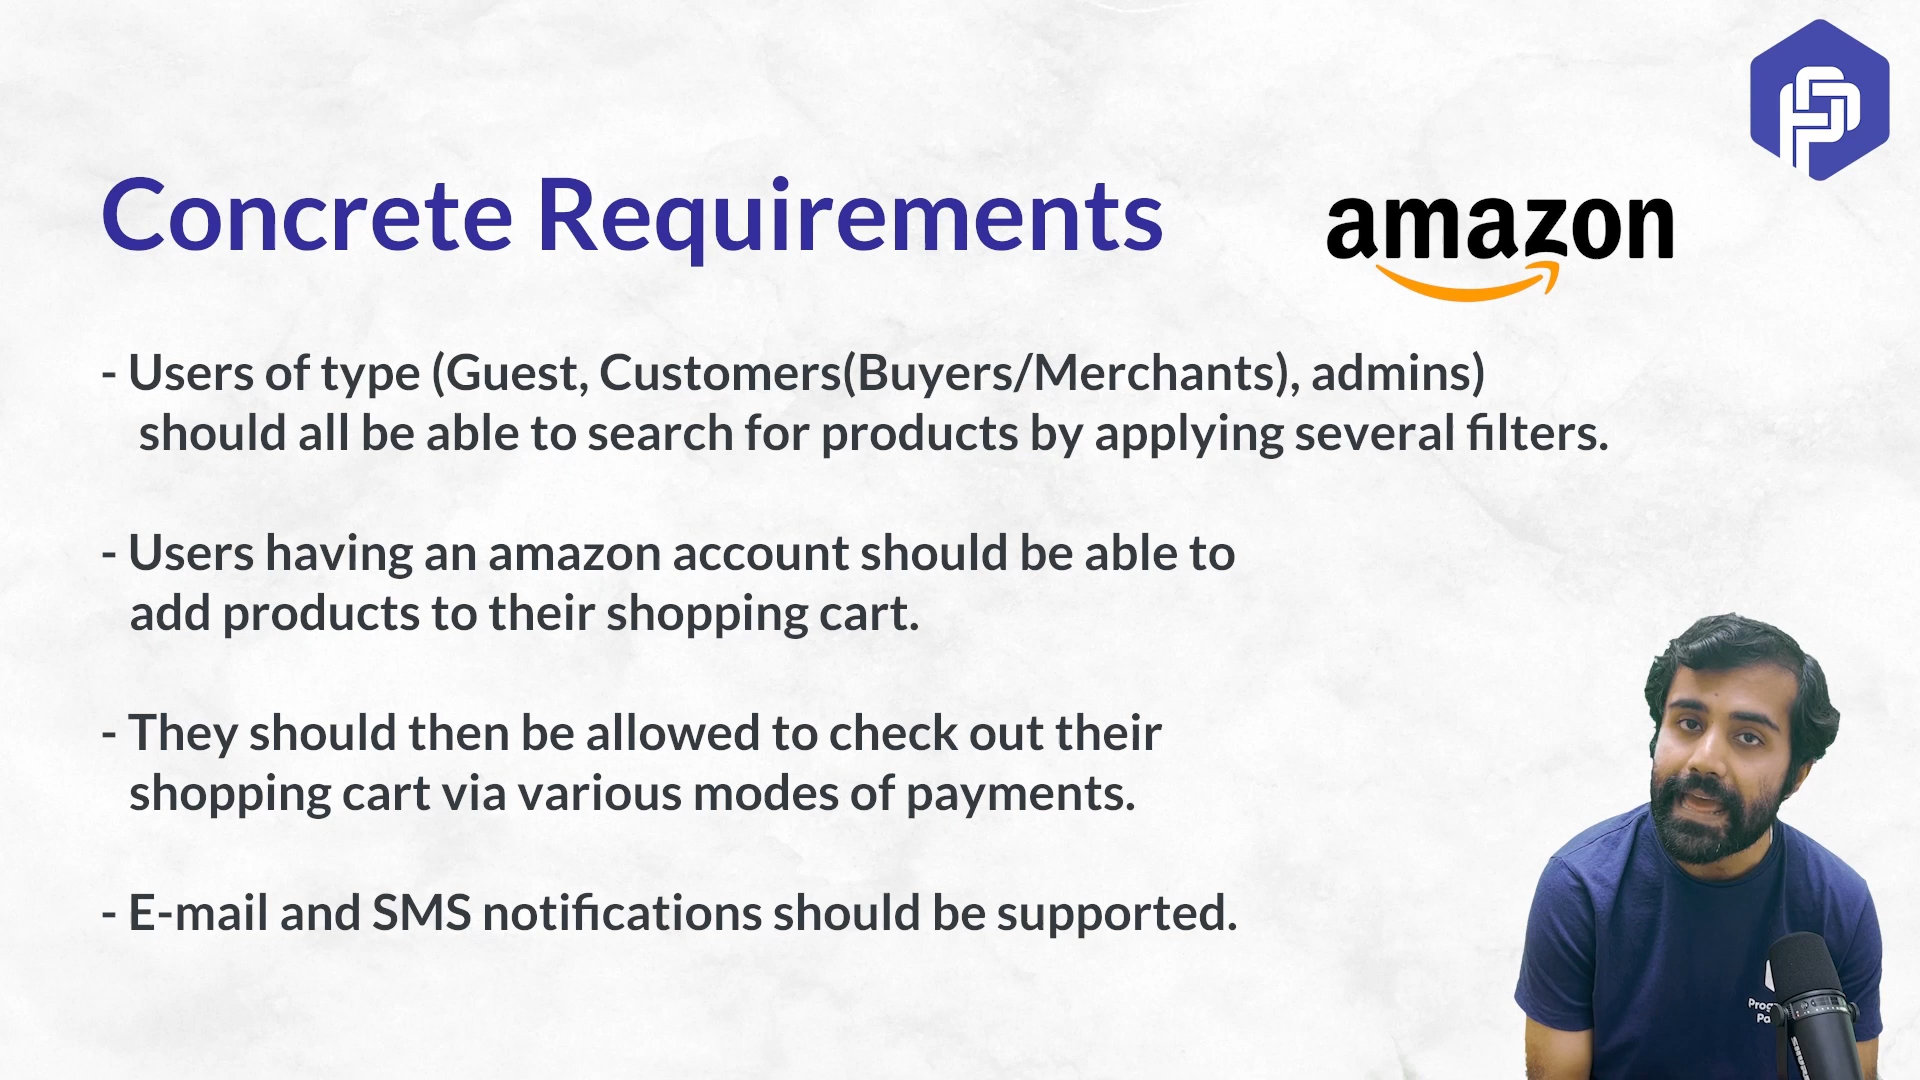 Concrete Requirements
amazon
- Users of type (Guest, Customers(Buyers/Merchants), admins)
should all be able to search for products by applying several filters.
- Users having an amazon account should be able to
add products to their shopping cart.
- They should then be allowed to check out their
shopping cart via various modes of payments.
- E-mail and SMS notifications should be supported.